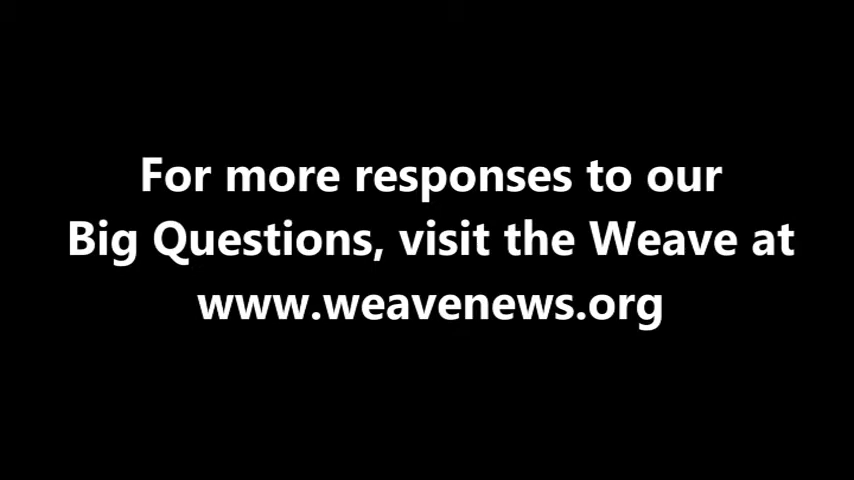 For more responses to our
Big Questions, visit the Weave at
www.weavenews.org